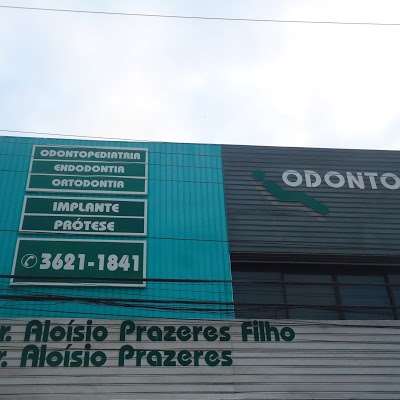 ODONTOPEDIATRIA
ENDODONTIA
ORTODONTIA
IMPLANTE
PRÓTESE
3621-1841
ODONTO
r. Aloísio Prazeres Filho
r. Aloísio Prazeres